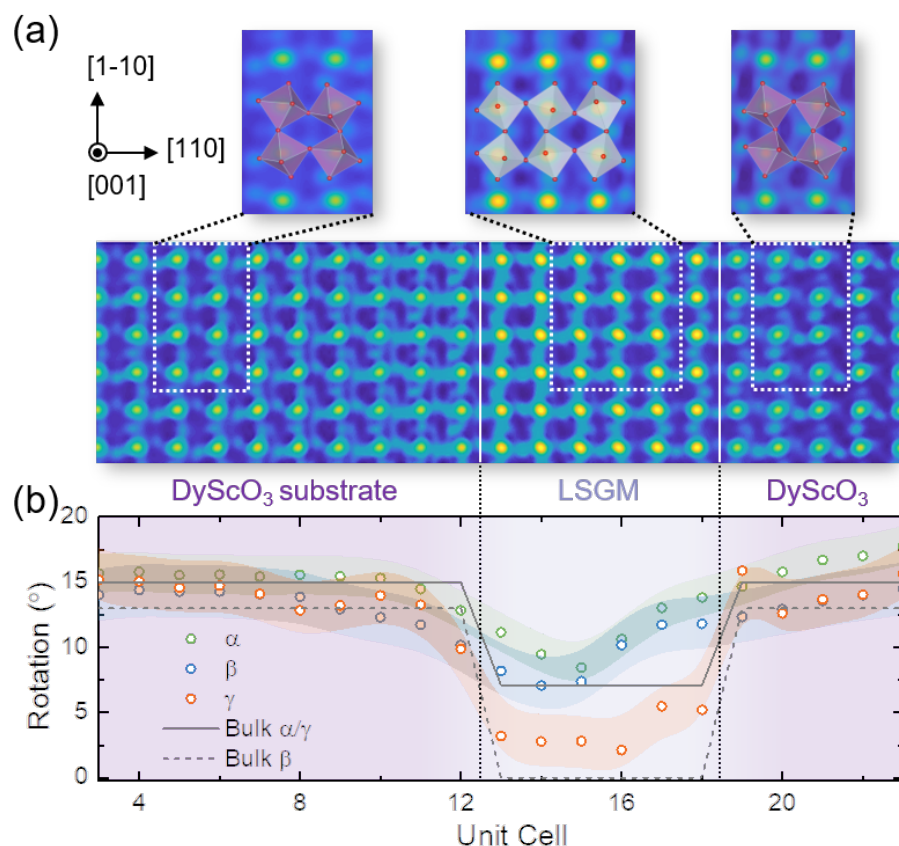 (a)
[1-10]
[110]
[001]
(b)
DyScO₃ substrate
LSGM
DyScO₃
20
15
10
5
0
Rotation (°)
α
β
γ
Bulk α/γ
Bulk β
4
8
12
16
20
Unit Cell